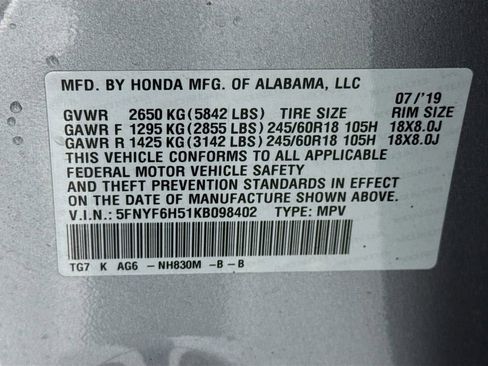 MFD. BY HONDA MFG. OF ALABAMA, LLC
07/'19
GVWR 2650 KG (5842 LBS) TIRE SIZE RIM SIZE
GAWR F 1295 KG (2855 LBS) 245/60R18 105H 18X8.0J
GAWR R 1425 KG (3142 LBS) 245/60R18 105H 18X8.0J
THIS VEHICLE CONFORMS TO ALL APPLICABLE
FEDERAL MOTOR VEHICLE SAFETY
AND THEFT PREVENTION STANDARDS IN EFFECT
ON THE DATE OF MANUFACTURE SHOWN ABOVE.
V.I.N.: 5FNYF6H51KB098402 TYPE: MPV
TG7 K AG6 -NH830M -B-B